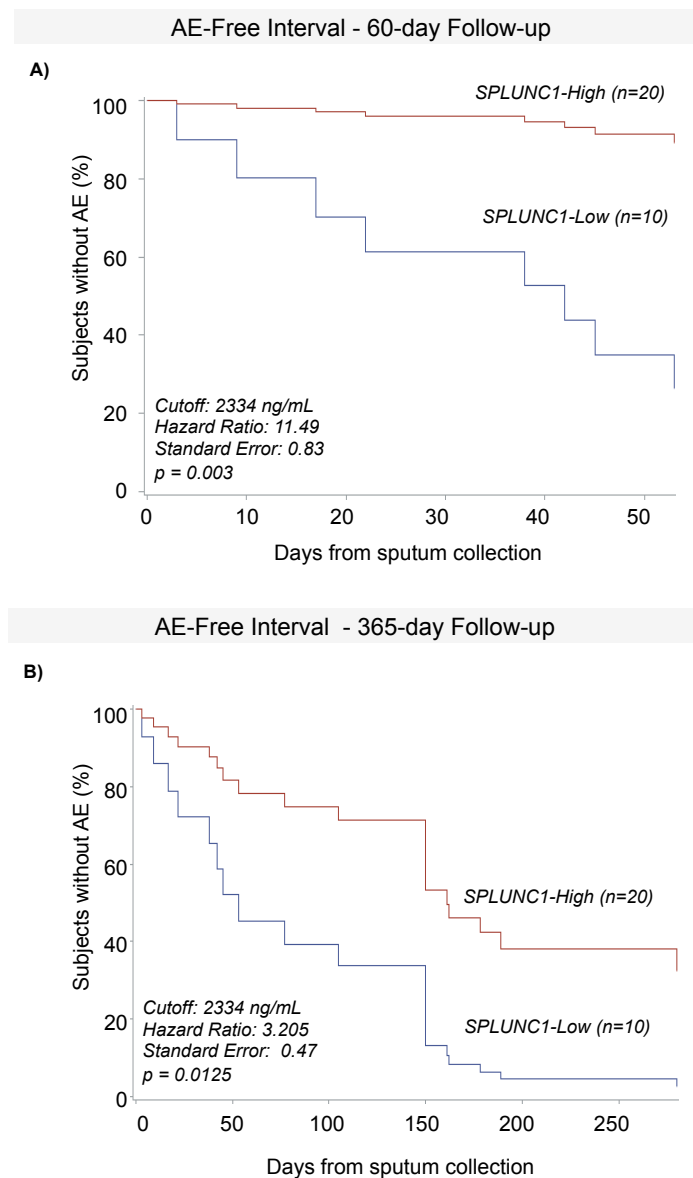 AE-Free Interval - 60-day Follow-up
A)
SPLUNC1-High (n=20)
SPLUNC1-Low (n=10)
Subjects without AE (%)
100
80
60
40
20
0
Cutoff: 2334 ng/mL
Hazard Ratio: 11.49
Standard Error: 0.83
p = 0.003
0 10 20 30 40 50
Days from sputum collection
AE-Free Interval - 365-day Follow-up
B)
Subjects without AE (%)
100
80
60
40
20
0
SPLUNC1-High (n=20)
SPLUNC1-Low (n=10)
Cutoff: 2334 ng/mL
Hazard Ratio: 3.205
Standard Error: 0.47
p = 0.0125
0 50 100 150 200 250
Days from sputum collection